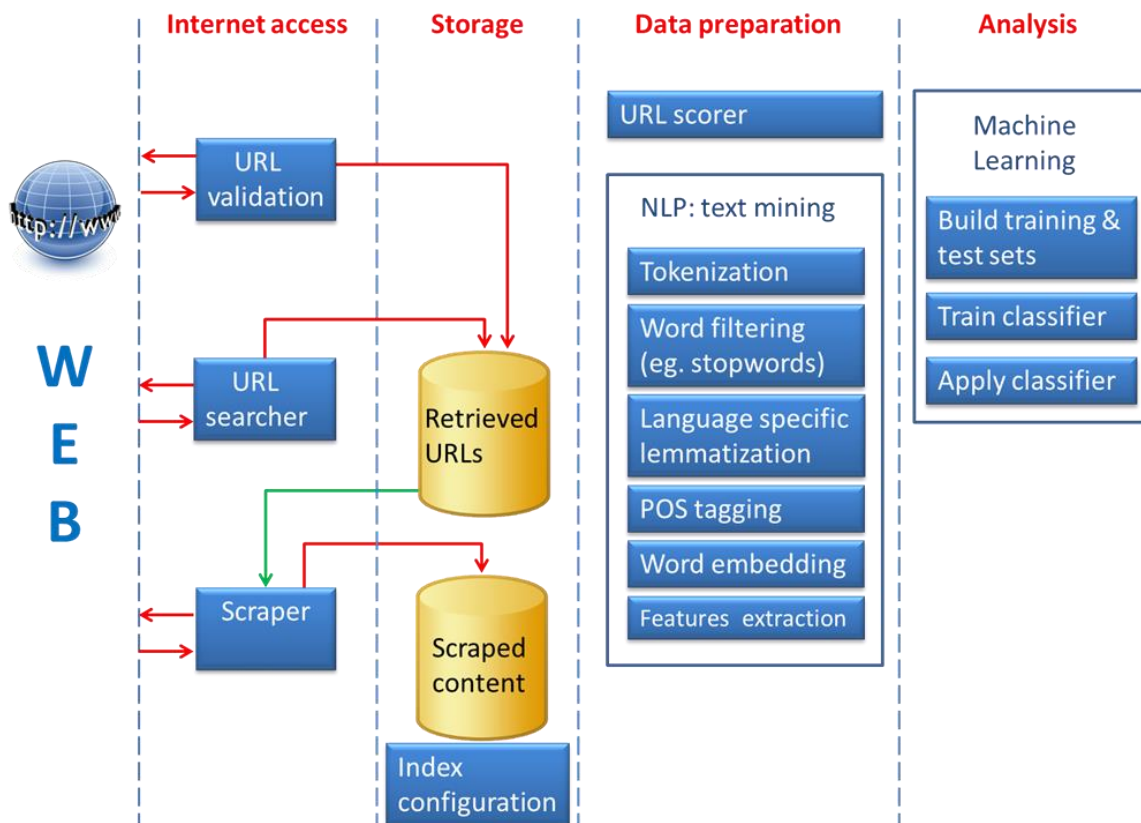 Internet access
Storage
Data preparation
Analysis
http://www
W
E
B
URL
validation
URL
searcher
Scraper
Retrieved
URLs
Scraped
content
Index
configuration
URL scorer
NLP: text mining
Tokenization
Word filtering
(eg. stopwords)
Language specific
lemmatization
POS tagging
Word embedding
Features extraction
Machine
Learning
Build training &
test sets
Train classifier
Apply classifier